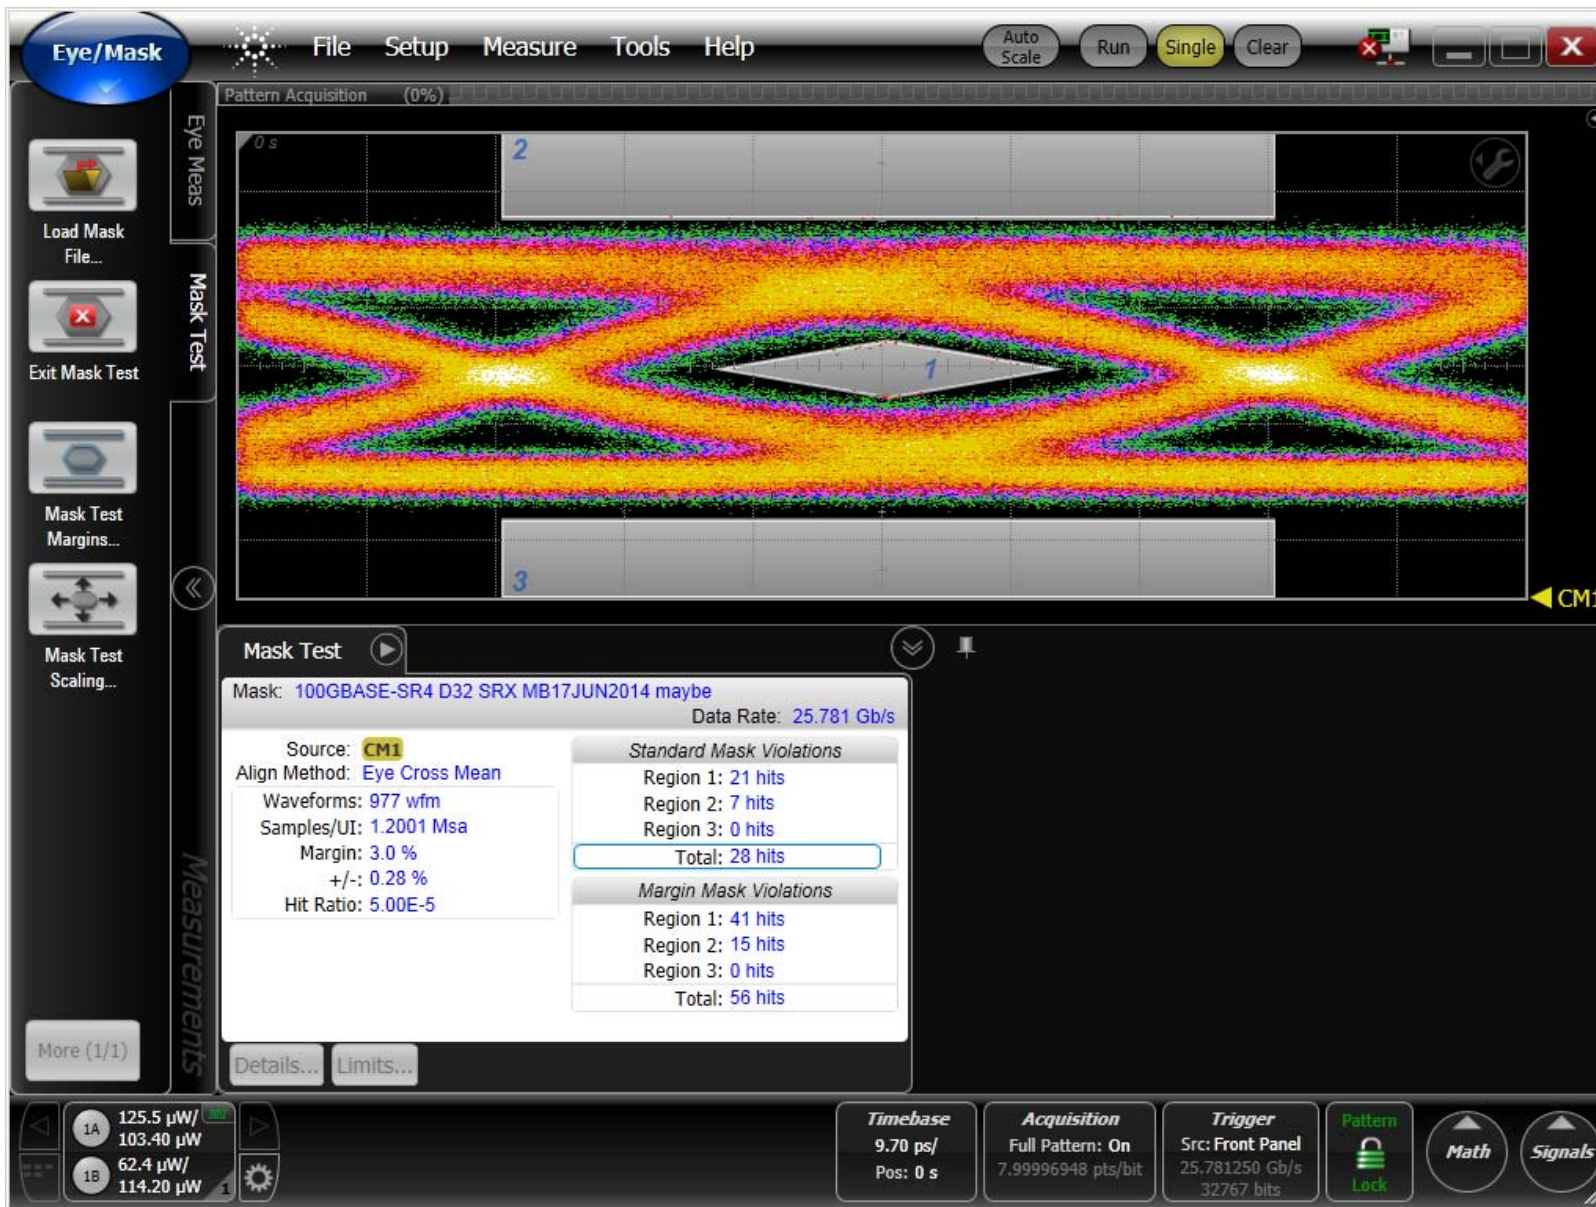 Eye/Mask
File Setup Measure Tools Help
Auto Scale
Run
Single
Clear
Pattern Acquisition (0%)
Load Mask
File...
Exit Mask Test
Mask Test
Margins...
Mask Test
Scaling...
More (1/1)
Eye Meas
Mask Test
Measurements
0 s
2
1
3
CM1
Mask Test
Mask: 100GBASE-SR4 D32 SRX MB17JUN2014 maybe
Data Rate: 25.781 Gb/s
Source: CM1
Align Method: Eye Cross Mean
Waveforms: 977 wfm
Samples/UI: 1.2001 Msa
Margin: 3.0 %
+/-: 0.28 %
Hit Ratio: 5.00E-5
Standard Mask Violations
Region 1: 21 hits
Region 2: 7 hits
Region 3: 0 hits
Total: 28 hits
Margin Mask Violations
Region 1: 41 hits
Region 2: 15 hits
Region 3: 0 hits
Total: 56 hits
Details...
Limits...
1A 125.5 µW/
103.40 µW
1B 62.4 µW/
114.20 µW
1
Timebase
9.70 ps/
Pos: 0 s
Acquisition
Full Pattern: On
7.99996948 pts/bit
Trigger
Src: Front Panel
25.781250 Gb/s
32767 bits
Pattern
Lock
Math
Signals